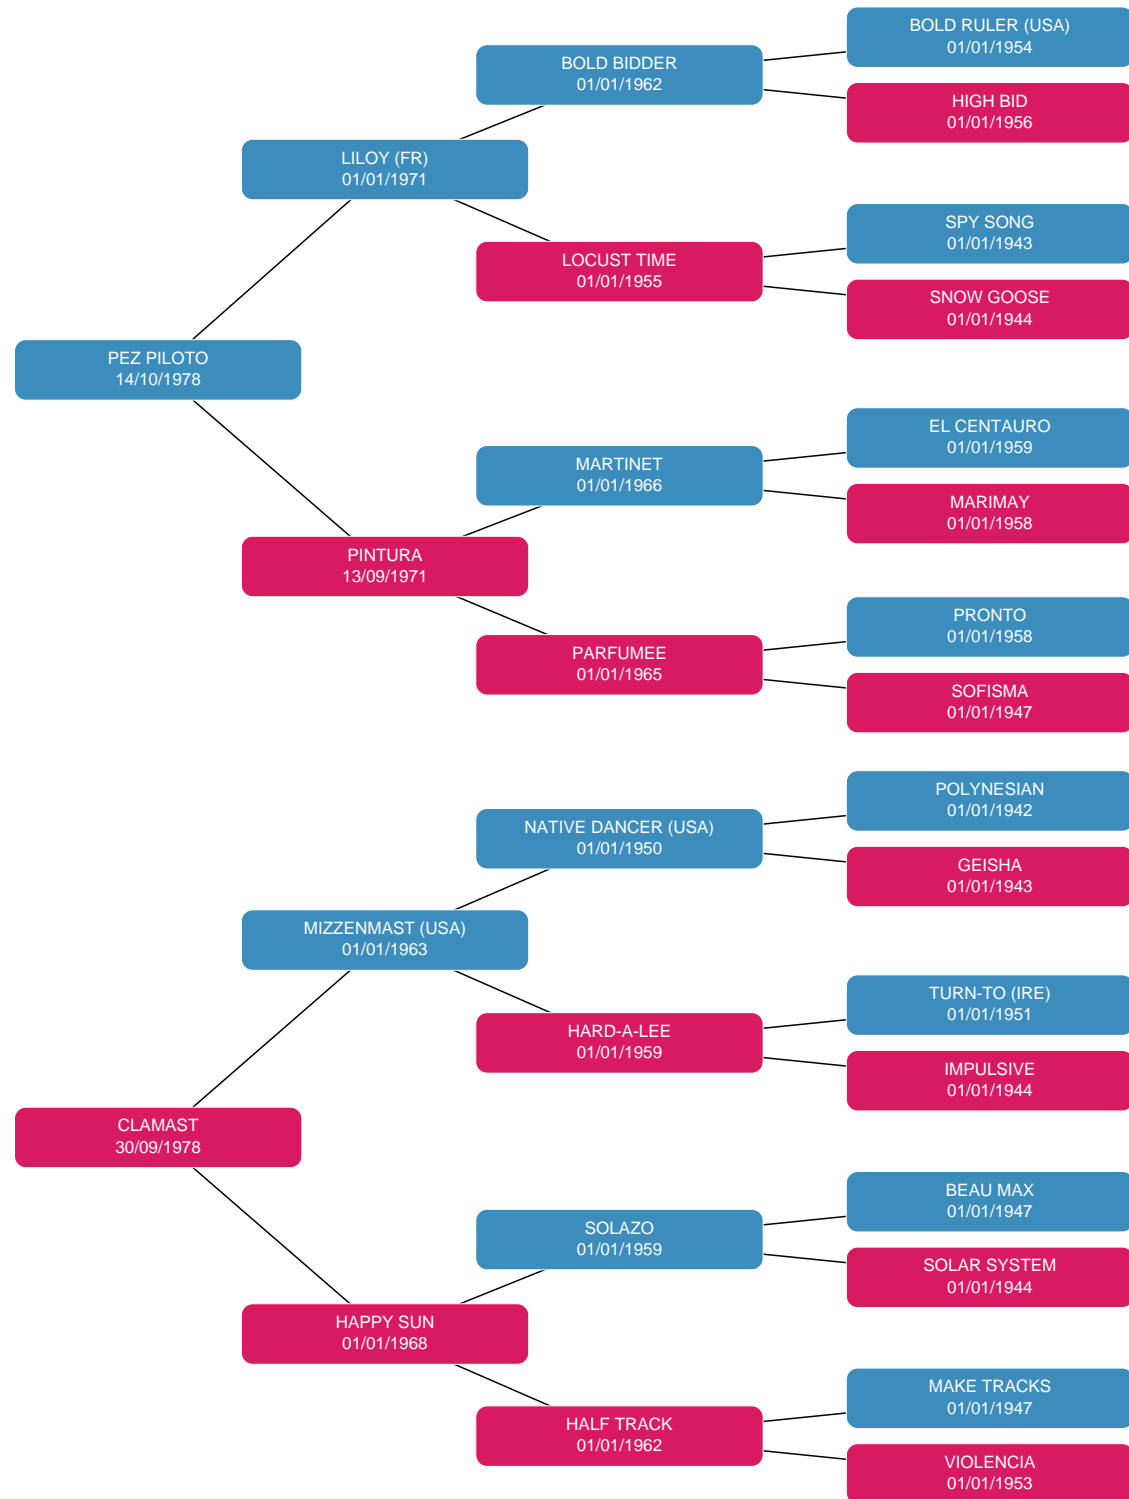 BOLD RULER (USA)
01/01/1954
BOLD BIDDER
01/01/1962
HIGH BID
01/01/1956
LILOY (FR)
01/01/1971
SPY SONG
01/01/1943
LOCUST TIME
01/01/1955
SNOW GOOSE
01/01/1944
PEZ PILOTO
14/10/1978
EL CENTAURO
01/01/1959
MARTINET
01/01/1966
MARIMAY
01/01/1958
PINTURA
13/09/1971
PRONTO
01/01/1958
PARFUMEE
01/01/1965
SOFISMA
01/01/1947
POLYNESIAN
01/01/1942
NATIVE DANCER (USA)
01/01/1950
GEISHA
01/01/1943
MIZZENMAST (USA)
01/01/1963
TURN-TO (IRE)
01/01/1951
HARD-A-LEE
01/01/1959
IMPULSIVE
01/01/1944
CLAMAST
30/09/1978
BEAU MAX
01/01/1947
SOLAZO
01/01/1959
SOLAR SYSTEM
01/01/1944
HAPPY SUN
01/01/1968
MAKE TRACKS
01/01/1947
HALF TRACK
01/01/1962
VIOLENCIA
01/01/1953